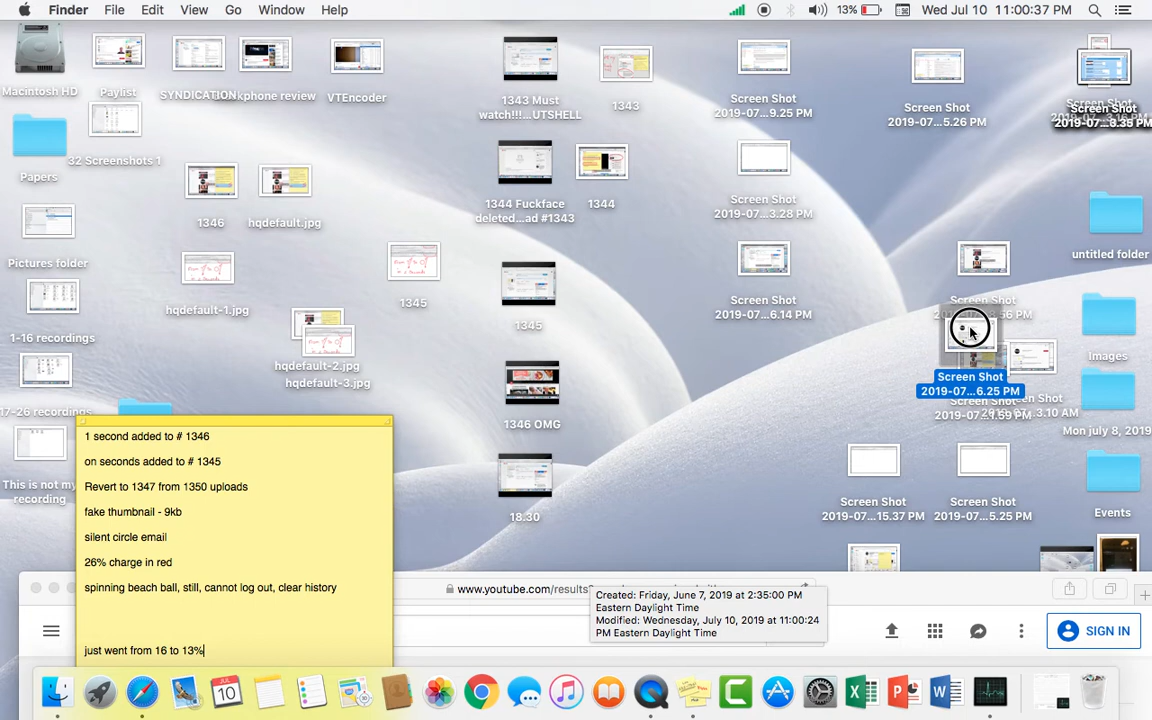 Finder File Edit View Go Window Help 13% Wed Jul 10 11:00:37 PM
Macintosh HD
Paylist
phone review
VTEncoder
1343 Must
watch!!!...UTSHELL
1343
Screen Shot
2019-07...9.25 PM
Screen Shot
2019-07...5.26 PM
Papers
32 Screenshots 1
1346
hqdefault.jpg
1344 Fuckface
deleted...ad #1343
1344
Screen Shot
2019-07...3.28 PM
untitled folder
Pictures folder
hqdefault-1.jpg
1345
1345
Screen Shot
2019-07...6.14 PM
Screen Shot
1-16 recordings
hqdefault-2.jpg
hqdefault-3.jpg
Images
Screen Shot
2019-07...6.25 PM
17-26 recordings
1346 OMG
Mon july 8, 2019
This is not my
recording
18.30
Screen Shot
2019-07...15.37 PM
Screen Shot
2019-07...5.25 PM
Events
1 second added to # 1346
on seconds added to # 1345
Revert to 1347 from 1350 uploads
fake thumbnail - 9kb
silent circle email
26% charge in red
spinning beach ball, still, cannot log out, clear history
just went from 16 to 13%
www.youtube.com/results
Created: Friday, June 7, 2019 at 2:35:00 PM
Eastern Daylight Time
Modified: Wednesday, July 10, 2019 at 11:00:24
PM Eastern Daylight Time
SIGN IN
JUL
10